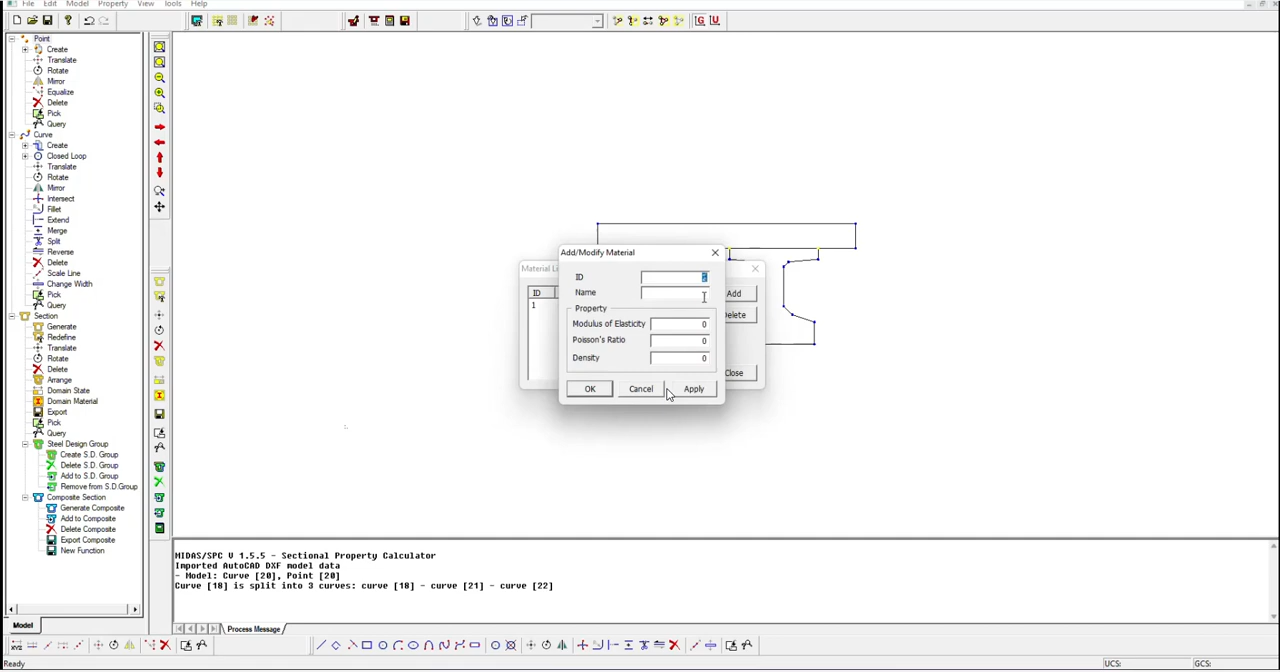 File Edit Model Property View Tools Help
Point
Create
Translate
Rotate
Mirror
Equalize
Delete
Pick
Query
Curve
Create
Closed Loop
Translate
Rotate
Mirror
Intersect
Fillet
Extend
Merge
Split
Reverse
Delete
Scale Line
Change Width
Pick
Query
Section
Generate
Redefine
Translate
Rotate
Delete
Arrange
Domain State
Domain Material
Export
Pick
Query
Steel Design Group
Create S.D. Group
Delete S.D. Group
Add to S.D. Group
Remove from S.D.Group
Composite Section
Generate Composite
Add to Composite
Delete Composite
Export Composite
New Function
Model
Material Li
ID
1
Add
Delete
Close
Add/Modify Material
ID
Name
Property
Modulus of Elasticity 0
Poisson's Ratio 0
Density 0
OK Cancel Apply
MIDAS/SPC V 1.5.5 - Sectional Property Calculator
Imported AutoCAD DXF model data
- Model: Curve [20], Point [20]
Curve [18] is split into 3 curves: curve [18] - curve [21] - curve [22]
Process Message
Ready UCS: GCS: